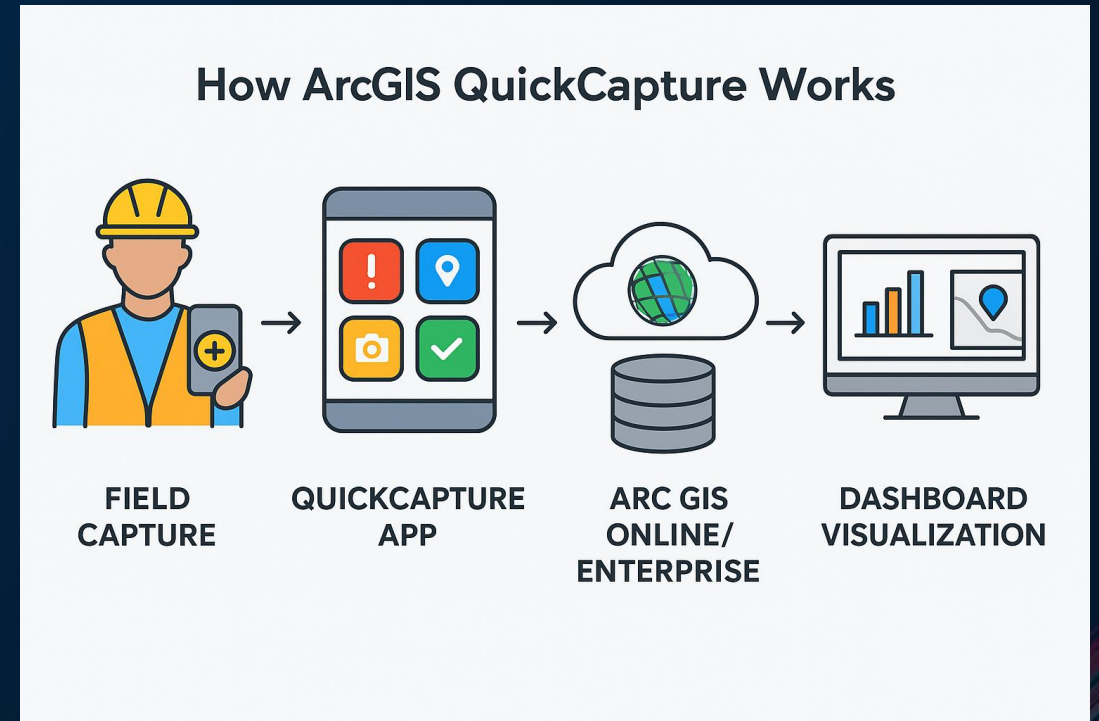 How ArcGIS QuickCapture Works
FIELD
CAPTURE
QUICKCAPTURE
APP
ARC GIS
ONLINE/
ENTERPRISE
DASHBOARD
VISUALIZATION